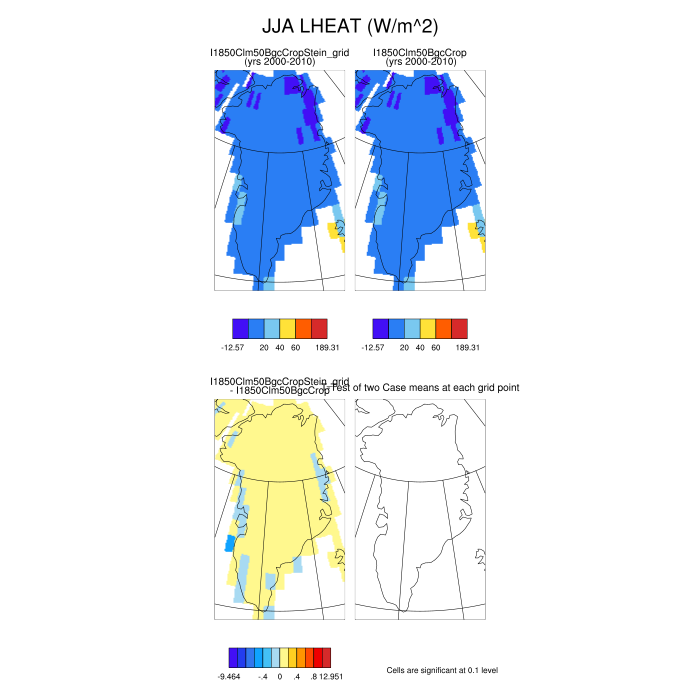 JJA LHEAT (W/m^2)
I1850Clm50BgcCropStein_grid
(yrs 2000-2010)
I1850Clm50BgcCrop
(yrs 2000-2010)
-12.57 20 40 60 189.31
-12.57 20 40 60 189.31
I1850Clm50BgcCropStein_grid
- I1850Clm50BgcCrop
T-Test of two Case means at each grid point
-9.464 -.4 0 .4 .8 12.951
Cells are significant at 0.1 level